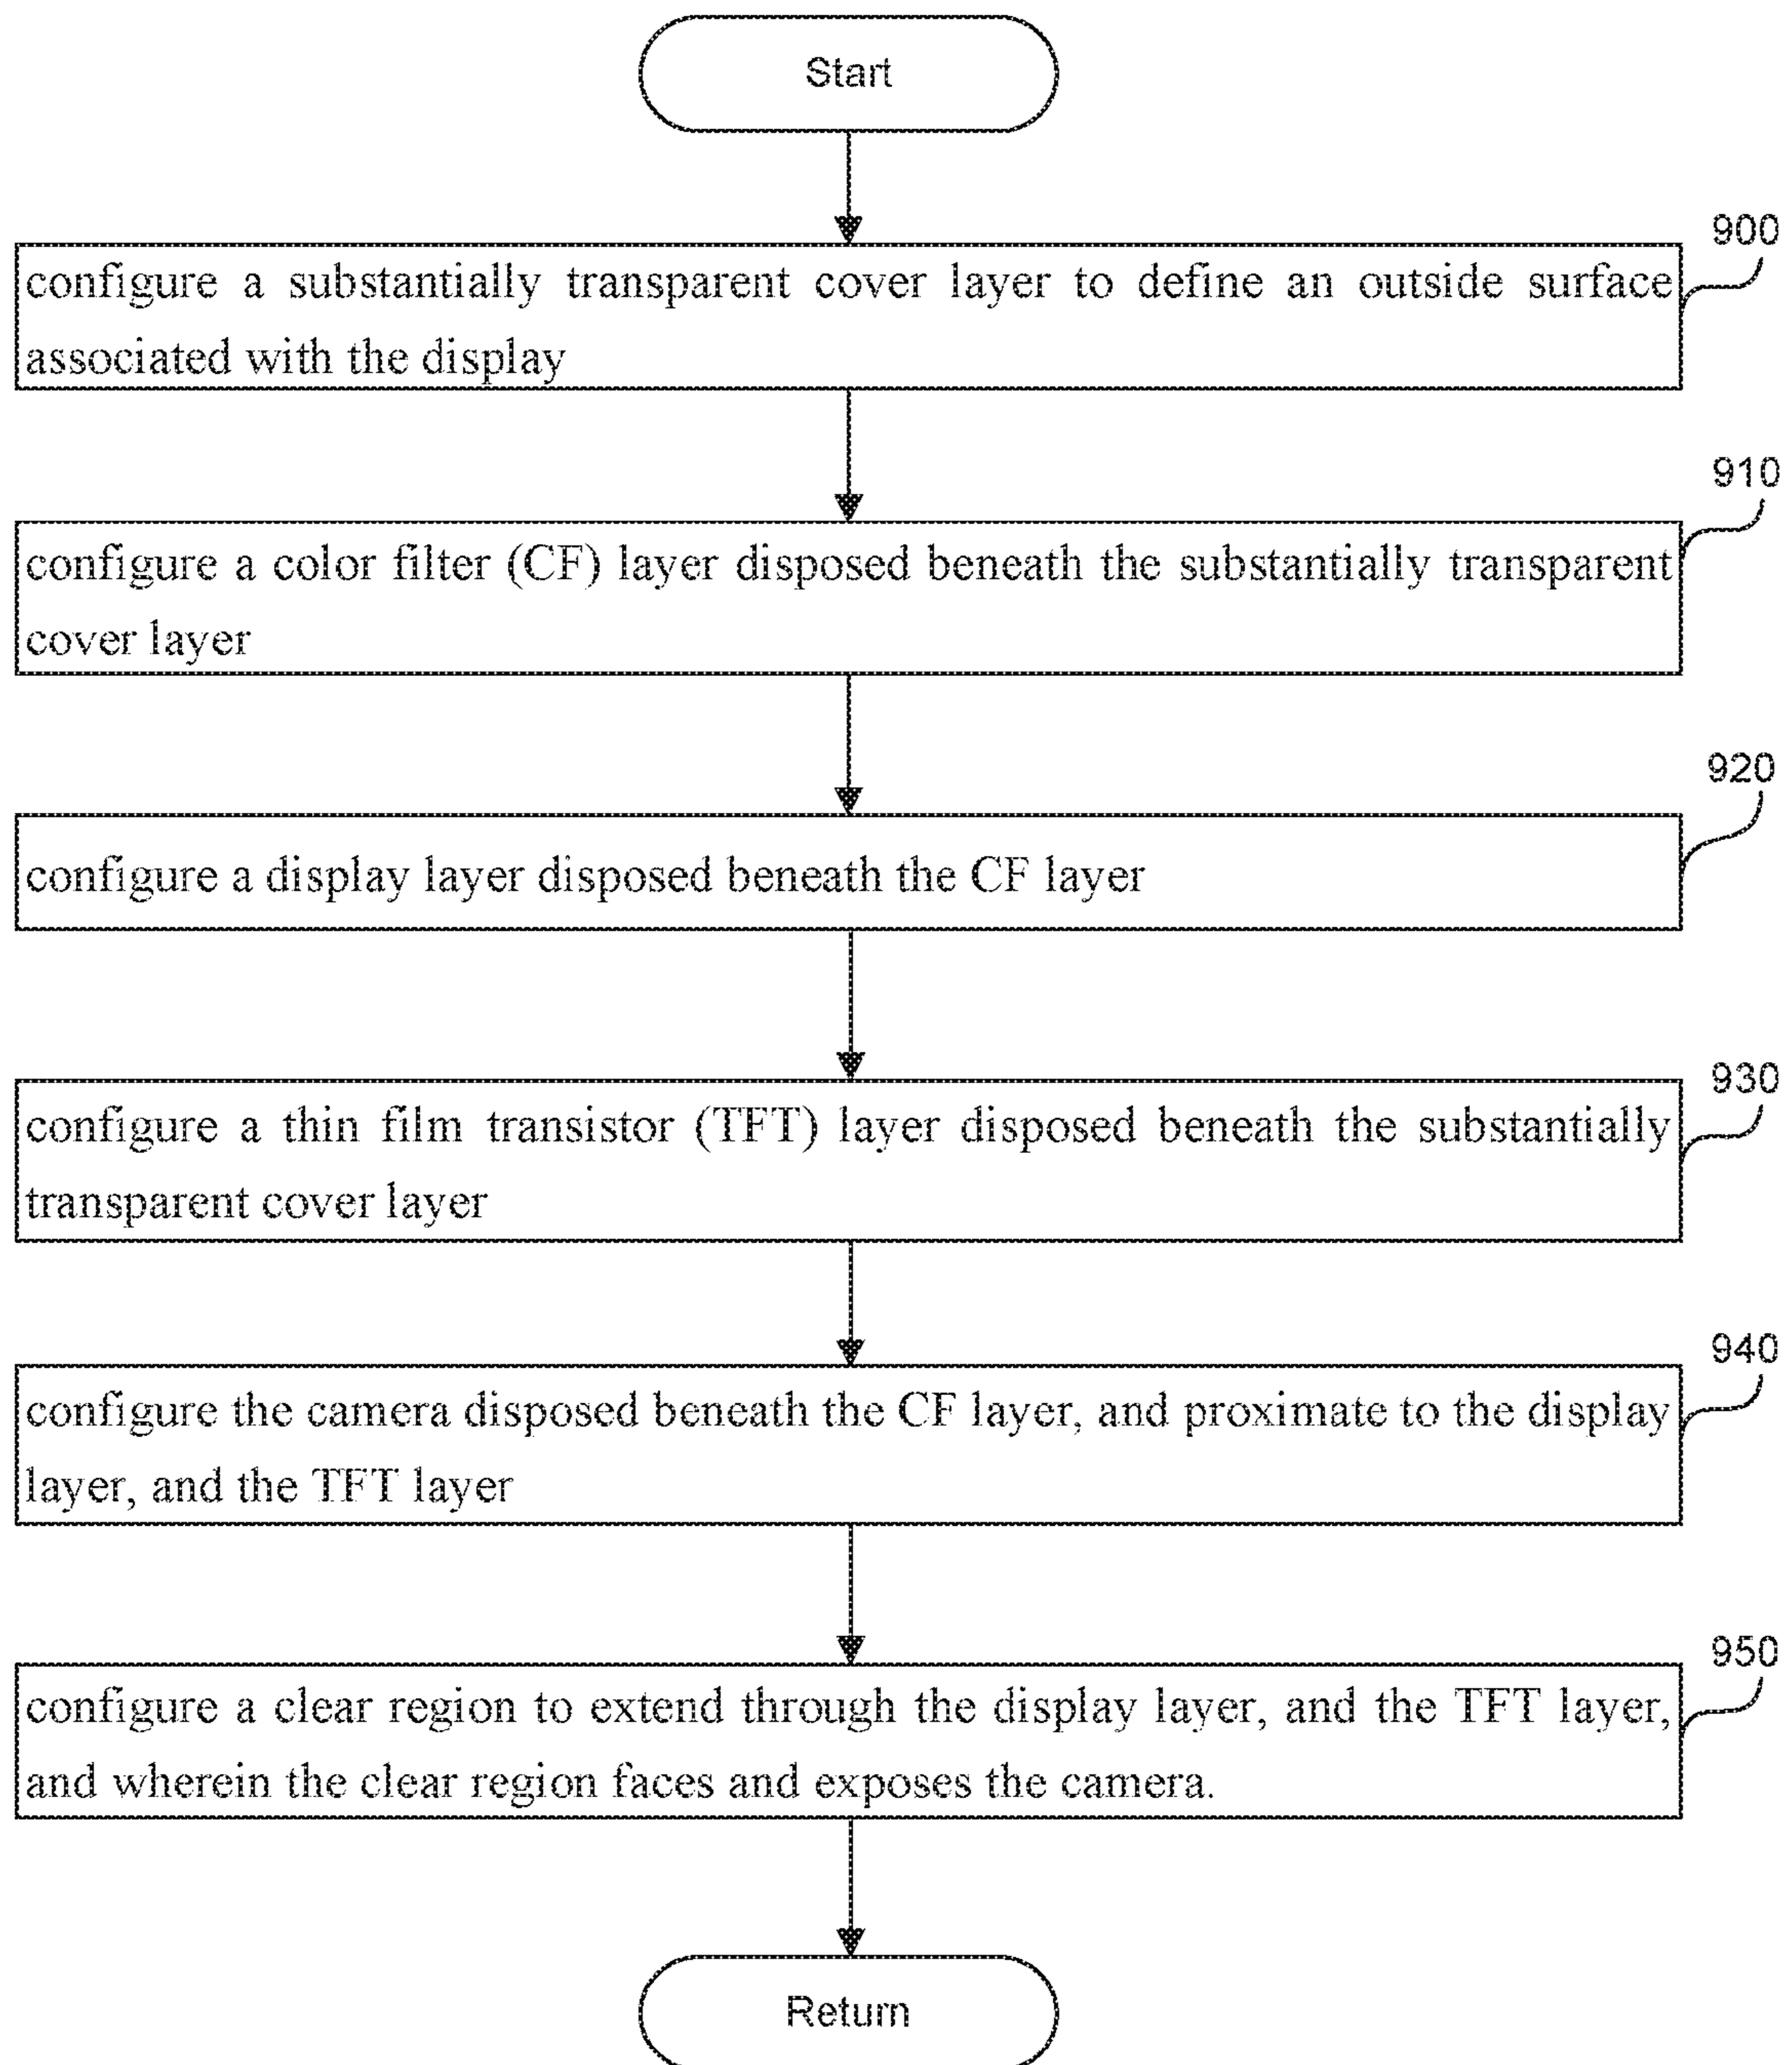 Start
900
configure a substantially transparent cover layer to define an outside surface
associated with the display
910
configure a color filter (CF) layer disposed beneath the substantially transparent
cover layer
920
configure a display layer disposed beneath the CF layer
930
configure a thin film transistor (TFT) layer disposed beneath the substantially
transparent cover layer
940
configure the camera disposed beneath the CF layer, and proximate to the display
layer, and the TFT layer
950
configure a clear region to extend through the display layer, and the TFT layer,
and wherein the clear region faces and exposes the camera.
Return